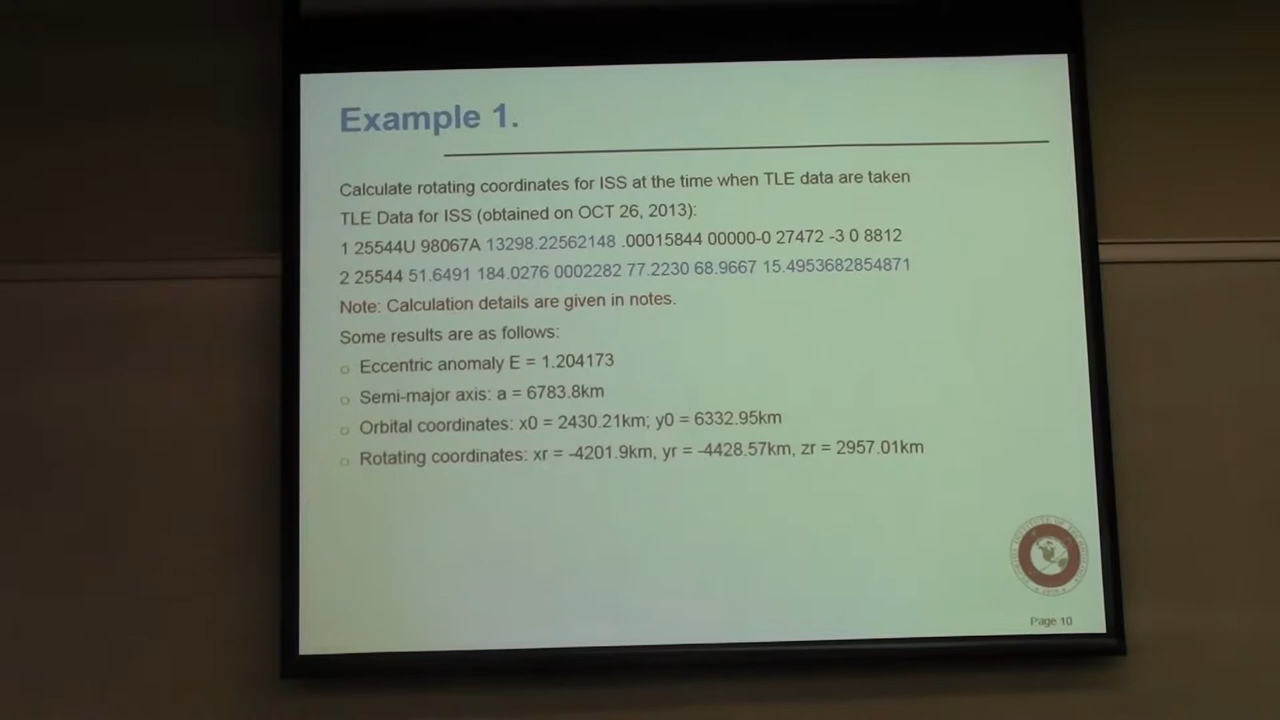 Example 1.
Calculate rotating coordinates for ISS at the time when TLE data are taken
TLE Data for ISS (obtained on OCT 26, 2013):
1 25544U 98067A 13298.22562148 .00015844 00000-0 27472 -3 0 8812
2 25544 51.6491 184.0276 0002282 77.2230 68.9667 15.4953682854871
Note: Calculation details are given in notes.
Some results are as follows:
Eccentric anomaly E = 1.204173
Semi-major axis: a = 6783.8km
Orbital coordinates: x0 = 2430.21km; y0 = 6332.95km
Rotating coordinates: xr = -4201.9km, yr = -4428.57km, zr = 2957.01km
Page 10